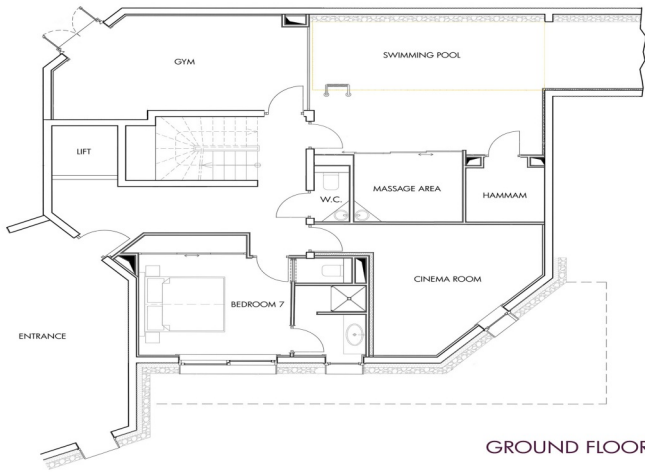 GYM
SWIMMING POOL
LIFT
MASSAGE AREA
W.C.
HAMMAM
CINEMA ROOM
BEDROOM 7
ENTRANCE
GROUND FLOOR